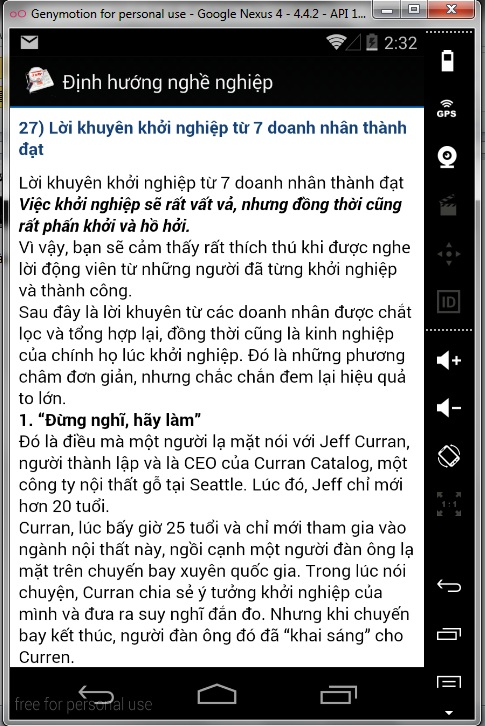 Genymotion for personal use - Google Nexus 4 - 4.4.2 - API 1...
2:32
Định hướng nghề nghiệp
27) Lời khuyên khởi nghiệp từ 7 doanh nhân thành
đạt
Lời khuyên khởi nghiệp từ 7 doanh nhân thành đạt
Việc khởi nghiệp sẽ rất vất vả, nhưng đồng thời cũng
rất phấn khởi và hồ hởi.
Vì vậy, bạn sẽ cảm thấy rất thích thú khi được nghe
lời động viên từ những người đã từng khởi nghiệp
và thành công.
Sau đây là lời khuyên từ các doanh nhân được chắt
lọc và tổng hợp lại, đồng thời cũng là kinh nghiệp
của chính họ lúc khởi nghiệp. Đó là những phương
châm đơn giản, nhưng chắc chắn đem lại hiệu quả
to lớn.
1. “Đừng nghĩ, hãy làm”
Đó là điều mà một người lạ mặt nói với Jeff Curran,
người thành lập và là CEO của Curran Catalog, một
công ty nội thất gỗ tại Seattle. Lúc đó, Jeff chỉ mới
hơn 20 tuổi.
Curran, lúc bấy giờ 25 tuổi và chỉ mới tham gia vào
ngành nội thất này, ngồi cạnh một người đàn ông lạ
mặt trên chuyến bay xuyên quốc gia. Trong lúc nói
chuyện, Curran chia sẻ ý tưởng khởi nghiệp của
mình và đưa ra suy nghĩ đắn đo. Nhưng khi chuyến
bay kết thúc, người đàn ông đó đã “khai sáng” cho
Curren.
free for personal use
GPS
ID
1:1